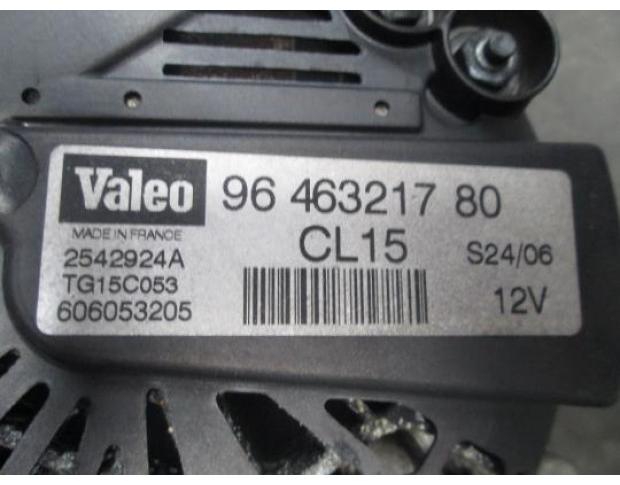 Valeo 96 463217 80
MADE IN FRANCE CL15
2542924A S24/06
TG15C053
606053205 12V